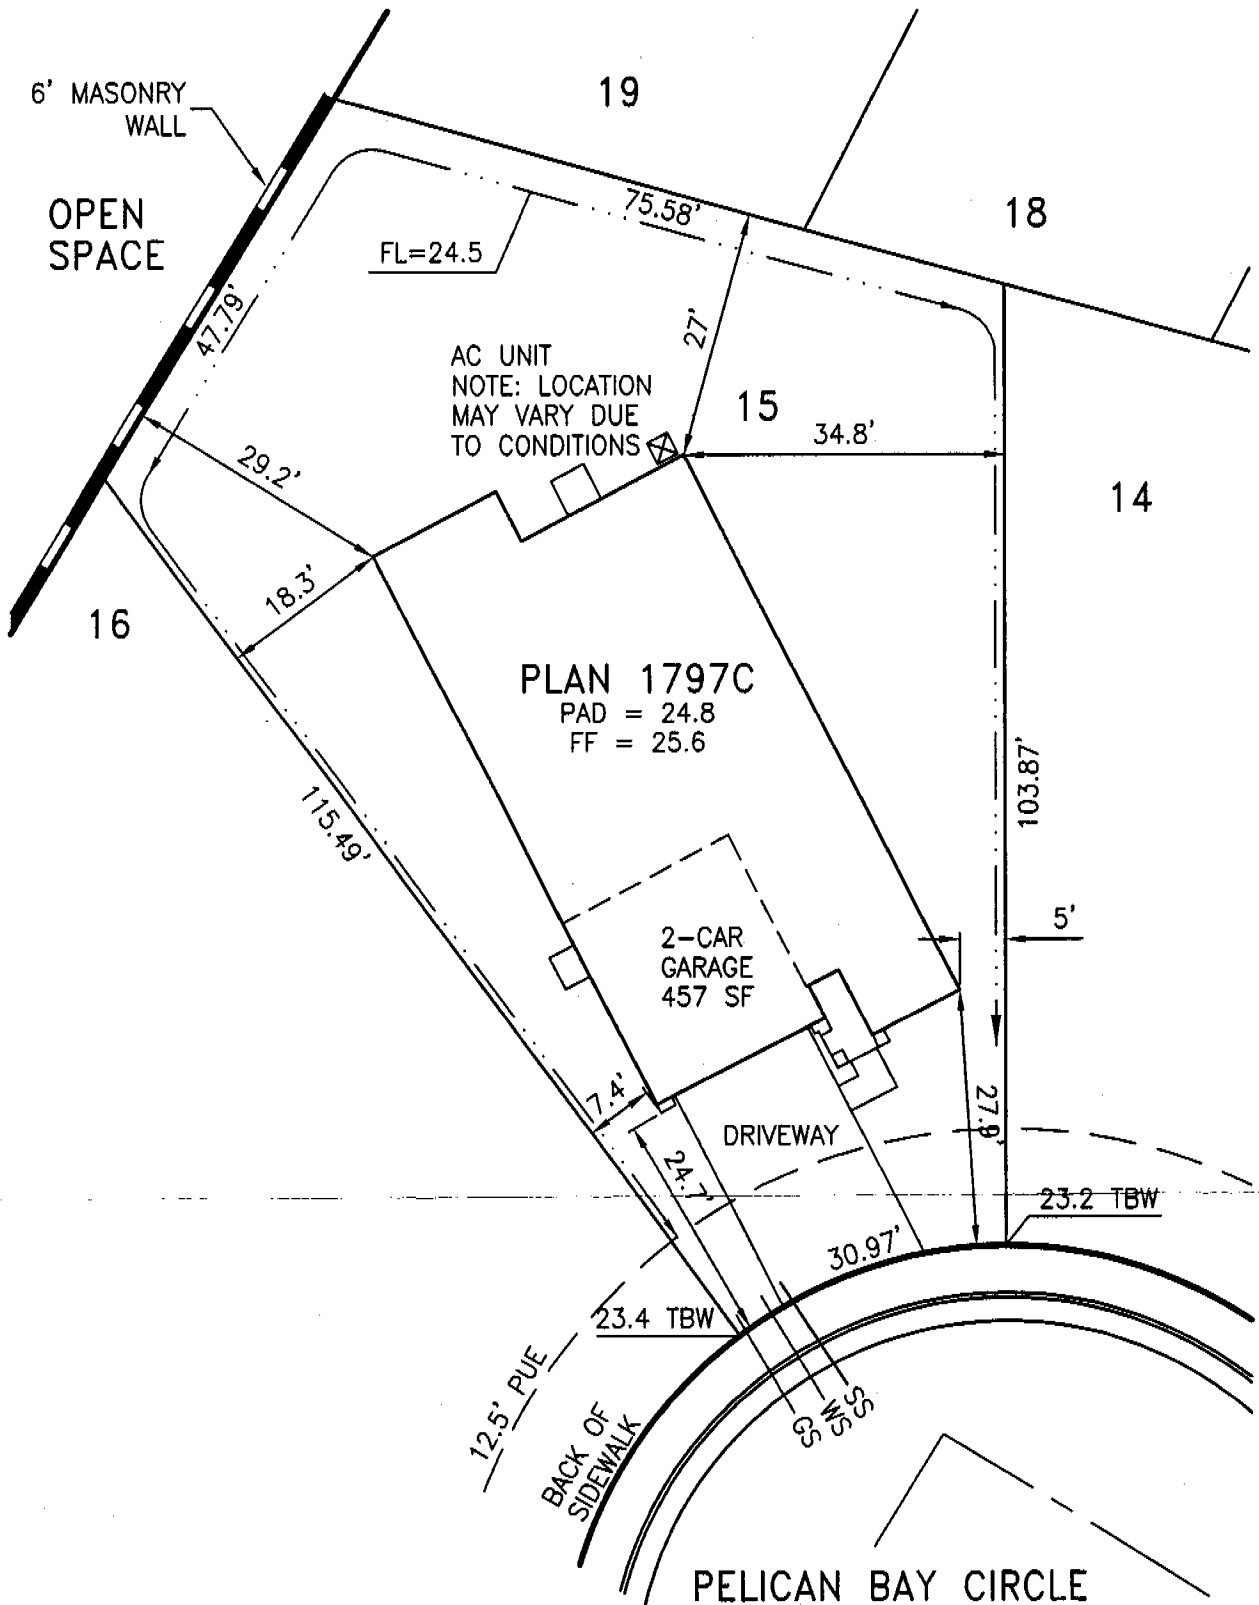 6' MASONRY
WALL
19
OPEN
SPACE
75.58'
18
FL=24.5
47.79'
27'
AC UNIT
NOTE: LOCATION
MAY VARY DUE
TO CONDITIONS
15
34.8'
29.2'
14
18.3'
16
PLAN 1797C
PAD = 24.8
FF = 25.6
115.49'
103.87'
5'
2-CAR
GARAGE
457 SF
7.4'
27.9'
DRIVEWAY
24.7'
23.2 TBW
30.97'
23.4 TBW
12.5' PUE
BACK OF
SIDEWALK
SS
WS
GS
PELICAN BAY CIRCLE